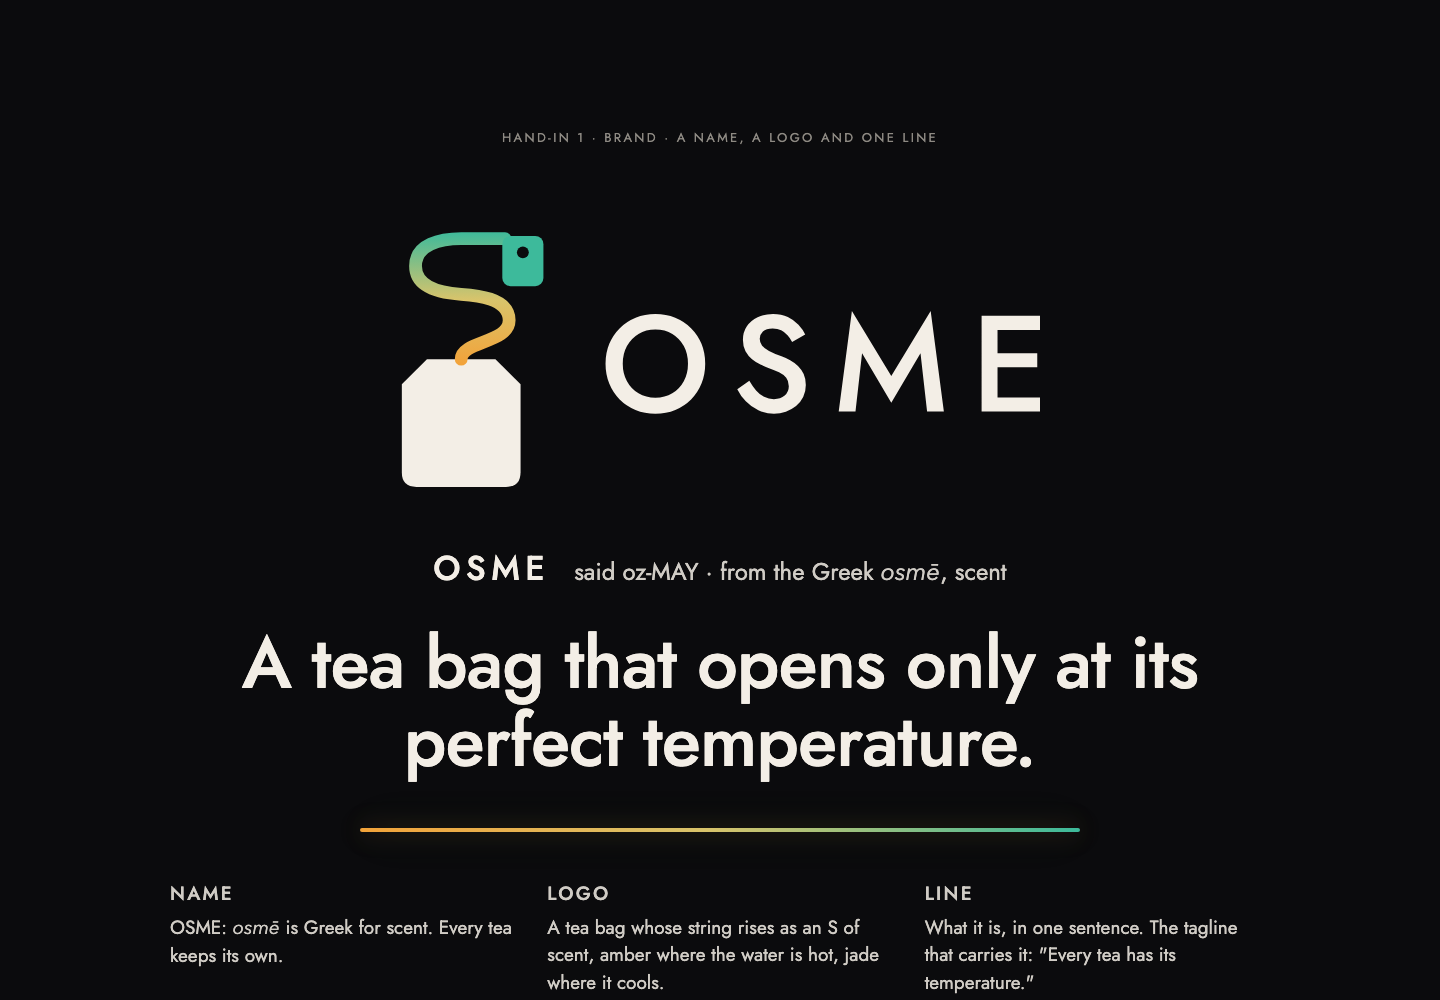 HAND-IN 1 · BRAND · A NAME, A LOGO AND ONE LINE
OSME
OSME said oz-MAY · from the Greek osmē, scent
A tea bag that opens only at its
perfect temperature.
NAME
OSME: osmē is Greek for scent. Every tea
keeps its own.
LOGO
A tea bag whose string rises as an S of
scent, amber where the water is hot, jade
where it cools.
LINE
What it is, in one sentence. The tagline
that carries it: "Every tea has its
temperature."